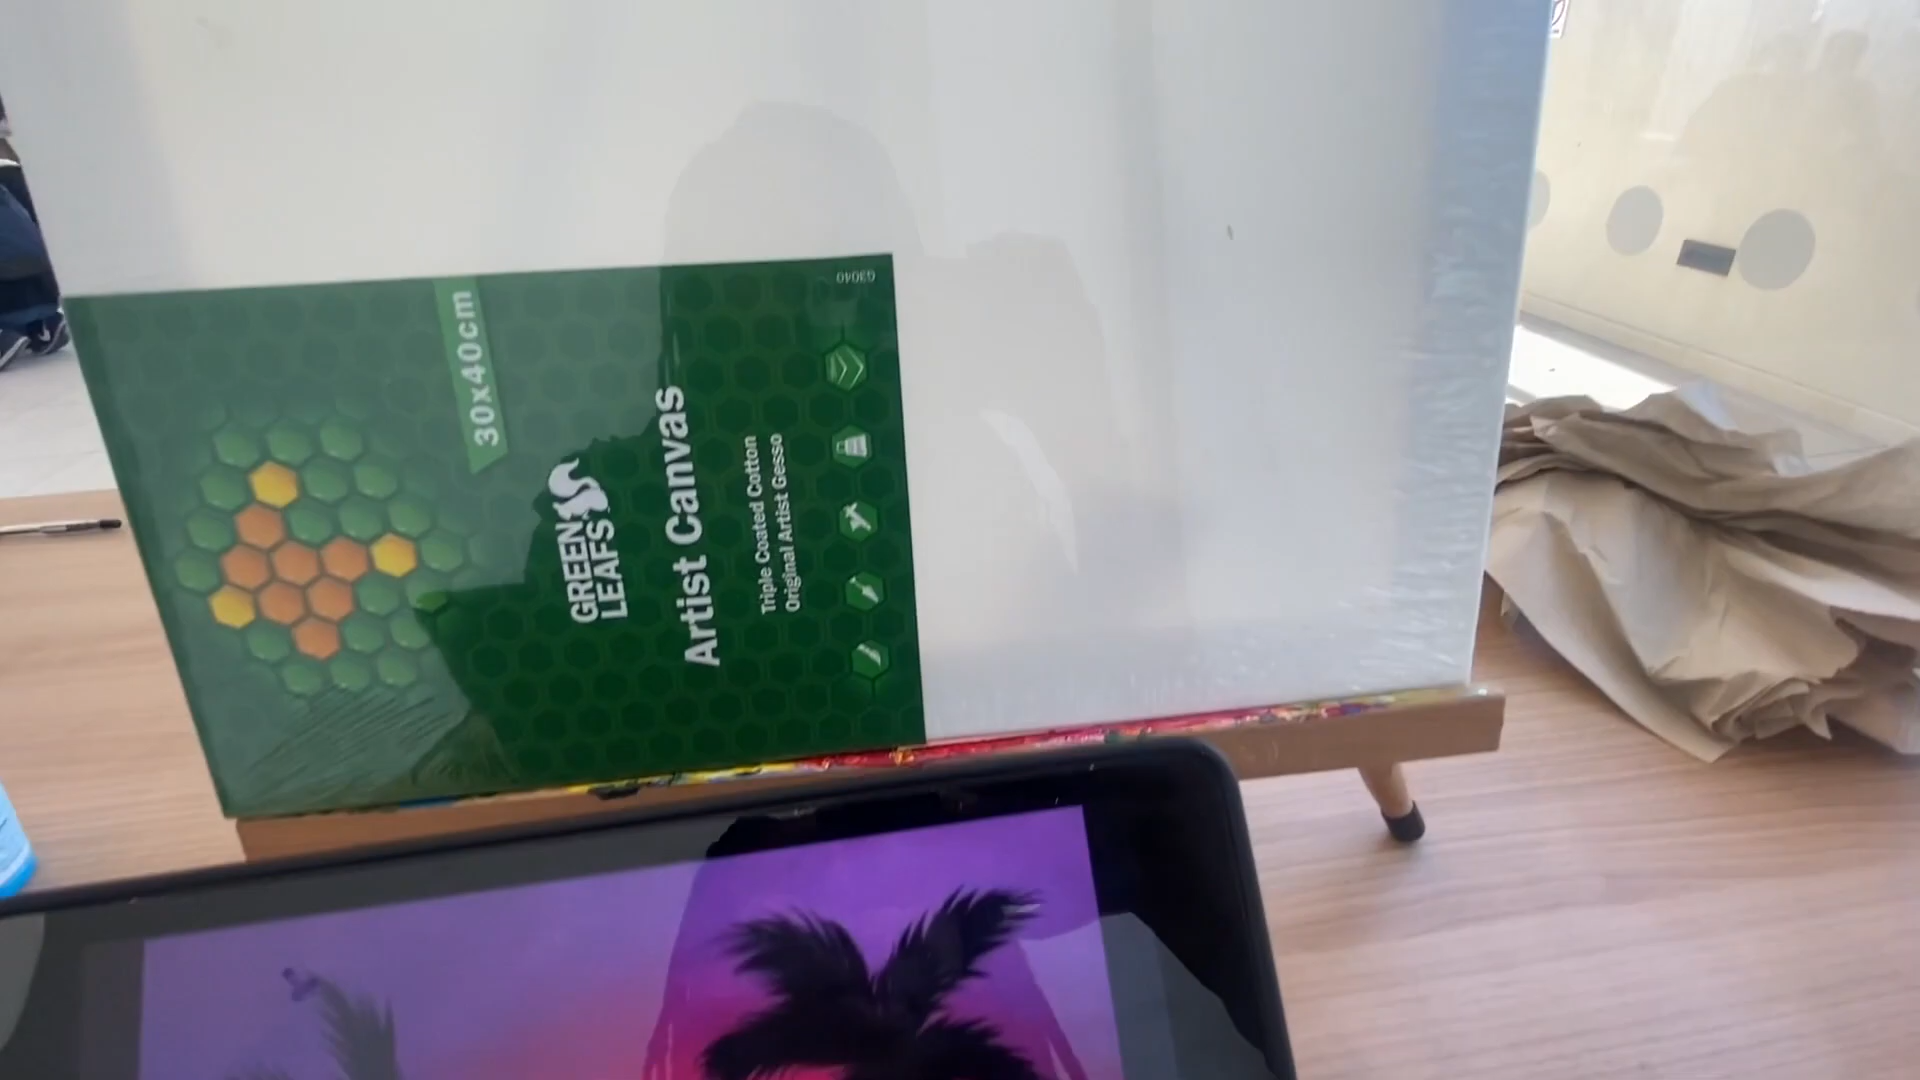 30x40cm
GREEN
LEAFS
Artist Canvas
Triple Coated Cotton
Original Artist Gesso
G3040